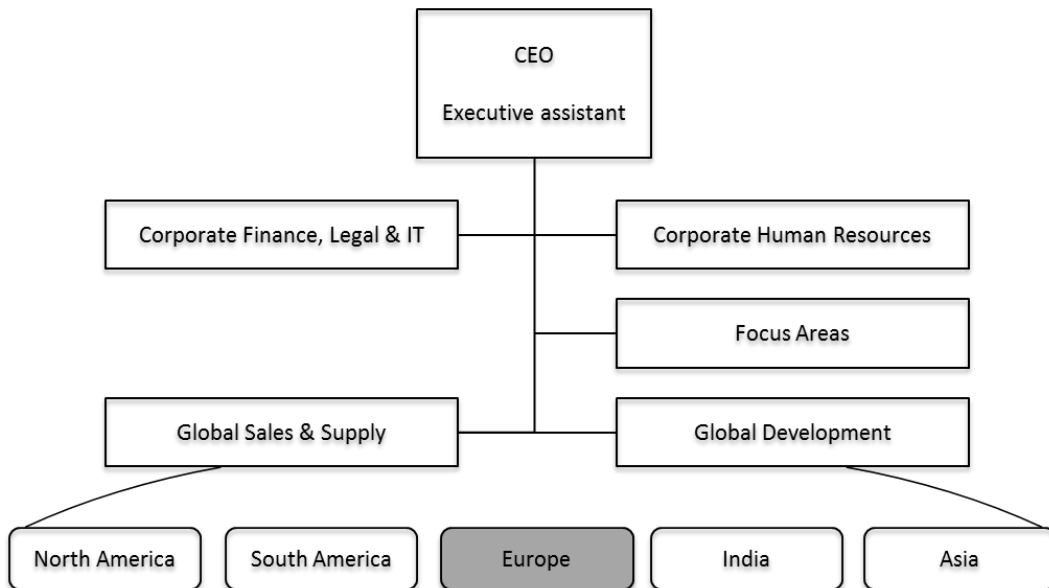 CEO
Executive assistant
Corporate Finance, Legal & IT
Corporate Human Resources
Focus Areas
Global Sales & Supply
Global Development
North America
South America
Europe
India
Asia